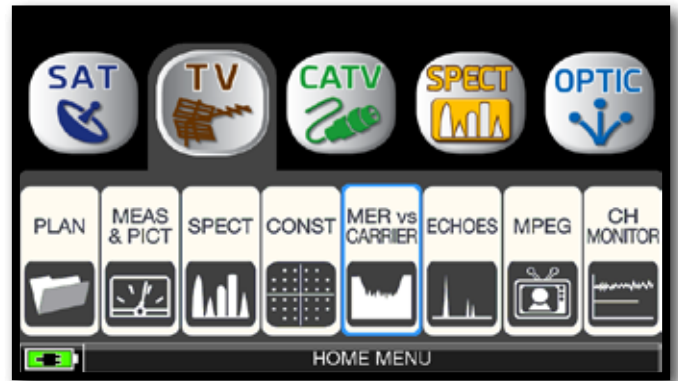 SAT TV CATV SPECT OPTIC
PLAN
MEAS
& PICT
SPECT
CONST
MER vs
CARRIER
ECHOES
MPEG
CH
MONITOR
HOME MENU